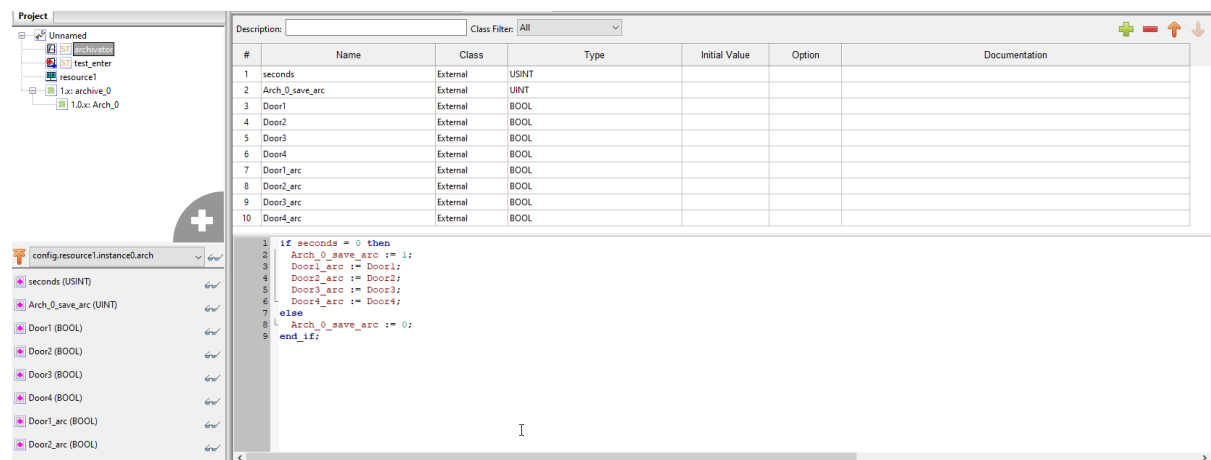 Project
Unnamed
ST archivator
ST test_enter
resource1
1.x: archive_0
1.0.x: Arch_0
config.resource1.instance0.arch
seconds (USINT)
Arch_0_save_arc (UINT)
Door1 (BOOL)
Door2 (BOOL)
Door3 (BOOL)
Door4 (BOOL)
Door1_arc (BOOL)
Door2_arc (BOOL)
Description: Class Filter: All
# Name Class Type Initial Value Option Documentation
1 seconds External USINT
2 Arch_0_save_arc External UINT
3 Door1 External BOOL
4 Door2 External BOOL
5 Door3 External BOOL
6 Door4 External BOOL
7 Door1_arc External BOOL
8 Door2_arc External BOOL
9 Door3_arc External BOOL
10 Door4_arc External BOOL
1 if seconds = 0 then
2 Arch_0_save_arc := 1;
3 Door1_arc := Door1;
4 Door2_arc := Door2;
5 Door3_arc := Door3;
6 Door4_arc := Door4;
7 else
8 Arch_0_save_arc := 0;
9 end_if;